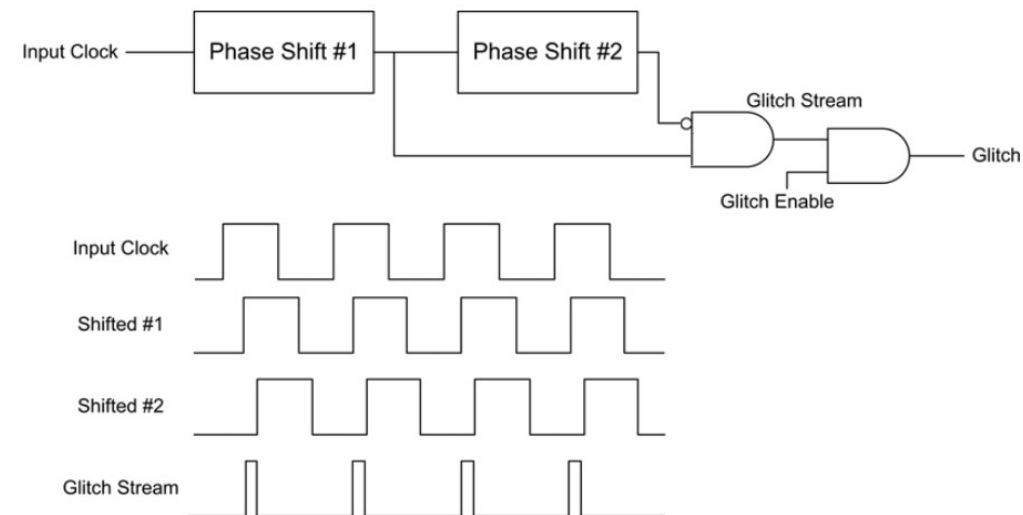 Input Clock
Phase Shift #1
Phase Shift #2
Glitch Stream
Glitch
Glitch Enable
Input Clock
Shifted #1
Shifted #2
Glitch Stream